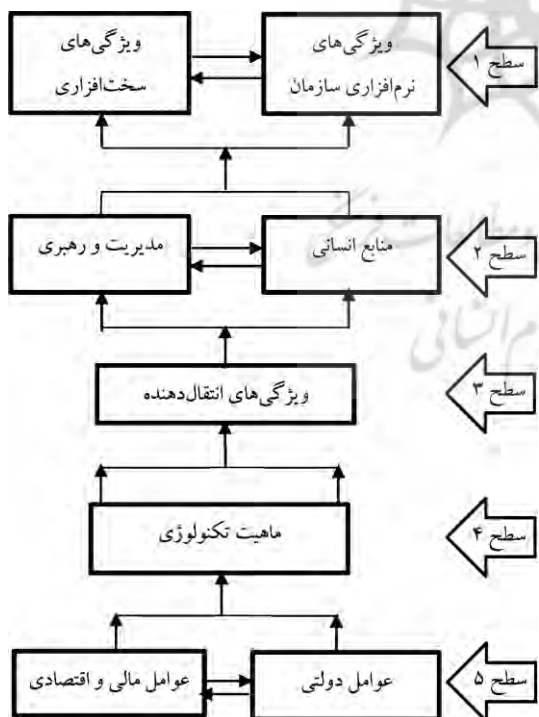 ویژگی‌های
نرم‌افزاری سازمان
ویژگی‌های
سخت‌افزاری
سطح ۱
منابع انسانی
مدیریت و رهبری
سطح ۲
ویژگی‌های انتقال‌دهنده
سطح ۳
ماهیت تکنولوژی
سطح ۴
عوامل دولتی
عوامل مالی و اقتصادی
سطح ۵